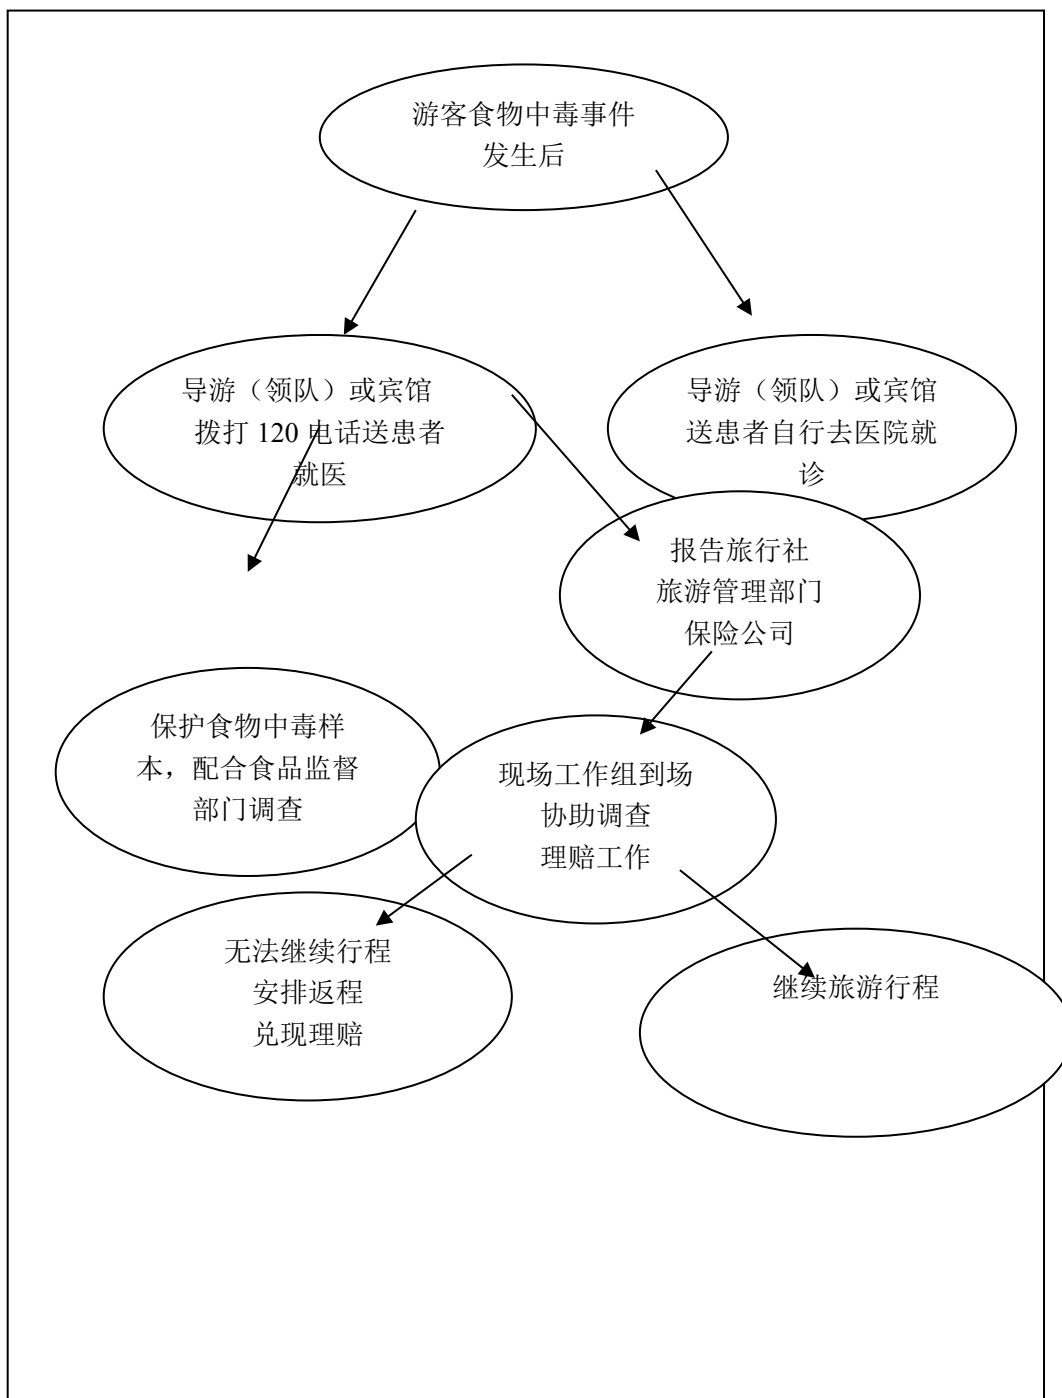 游客食物中毒事件
发生后
导游（领队）或宾馆
拨打 120 电话送患者
就医
导游（领队）或宾馆
送患者自行去医院就
诊
报告旅行社
旅游管理部门
保险公司
保护食物中毒样
本，配合食品监督
部门调查
现场工作组到场
协助调查
理赔工作
无法继续行程
安排返程
兑现理赔
继续旅游行程